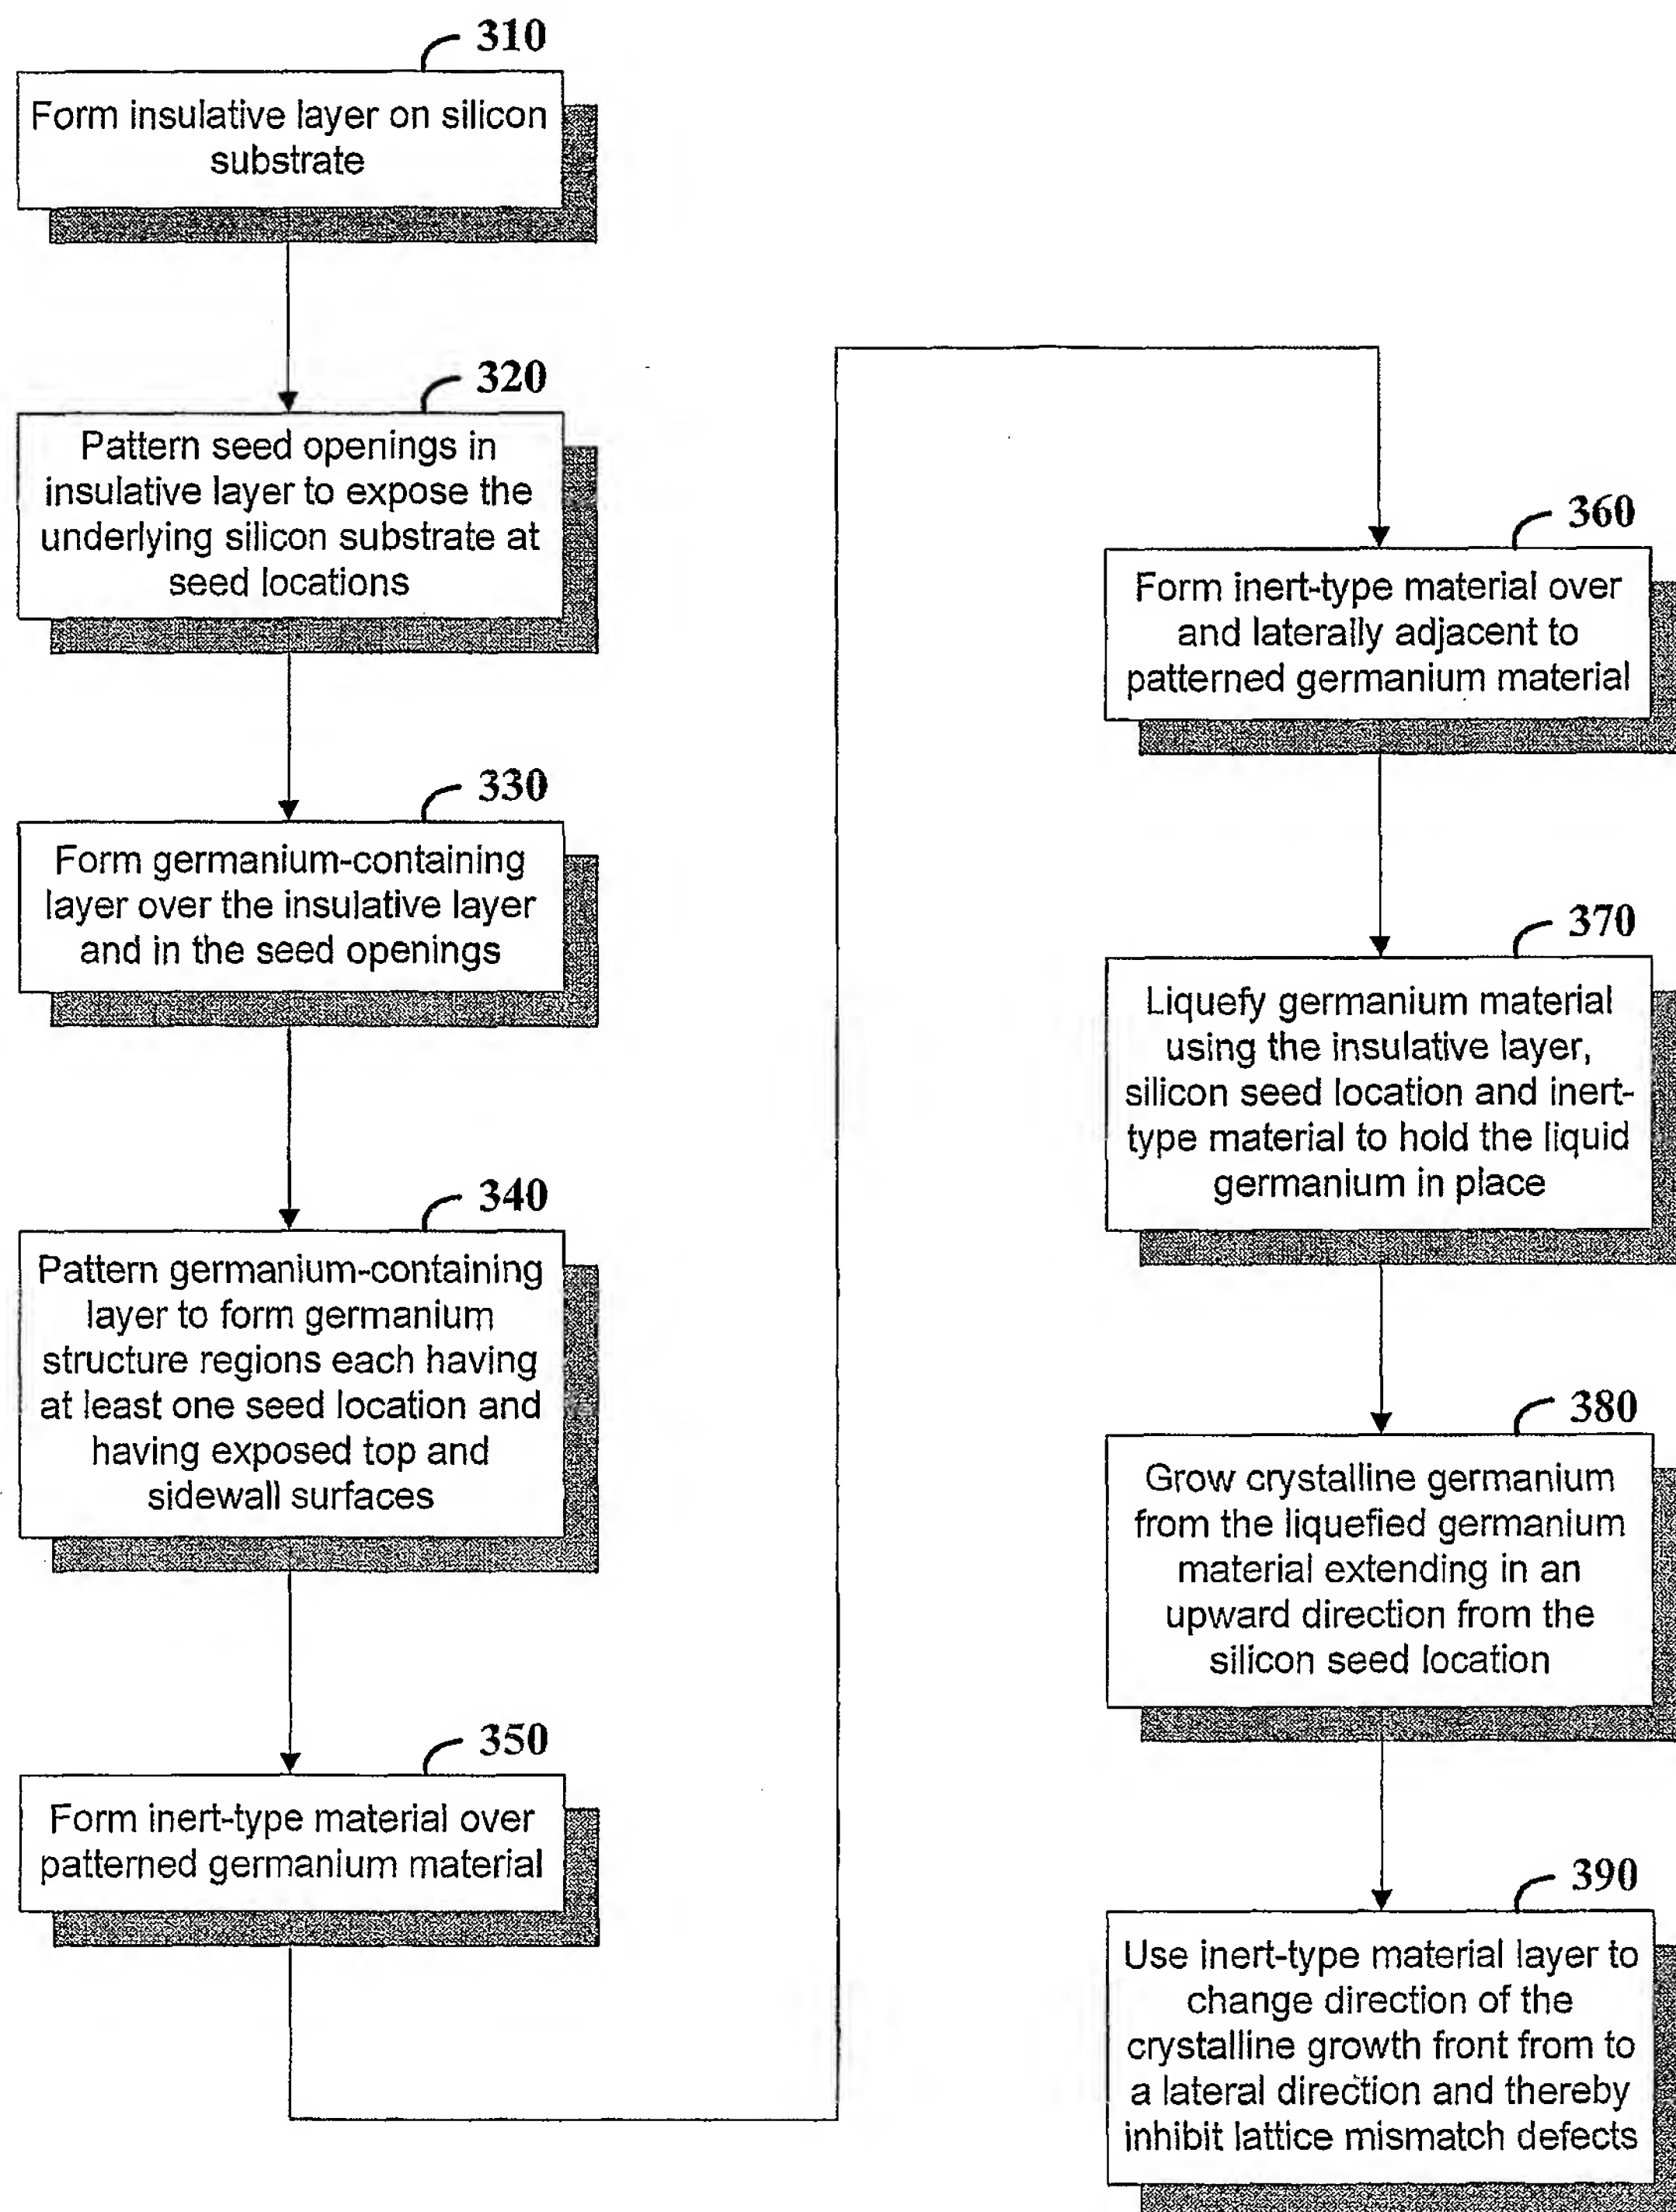 310
Form insulative layer on silicon
substrate
320
Pattern seed openings in
insulative layer to expose the
underlying silicon substrate at
seed locations
330
Form germanium-containing
layer over the insulative layer
and in the seed openings
340
Pattern germanium-containing
layer to form germanium
structure regions each having
at least one seed location and
having exposed top and
sidewall surfaces
350
Form inert-type material over
patterned germanium material
360
Form inert-type material over
and laterally adjacent to
patterned germanium material
370
Liquefy germanium material
using the insulative layer,
silicon seed location and inert-
type material to hold the liquid
germanium in place
380
Grow crystalline germanium
from the liquefied germanium
material extending in an
upward direction from the
silicon seed location
390
Use inert-type material layer to
change direction of the
crystalline growth front from to
a lateral direction and thereby
inhibit lattice mismatch defects